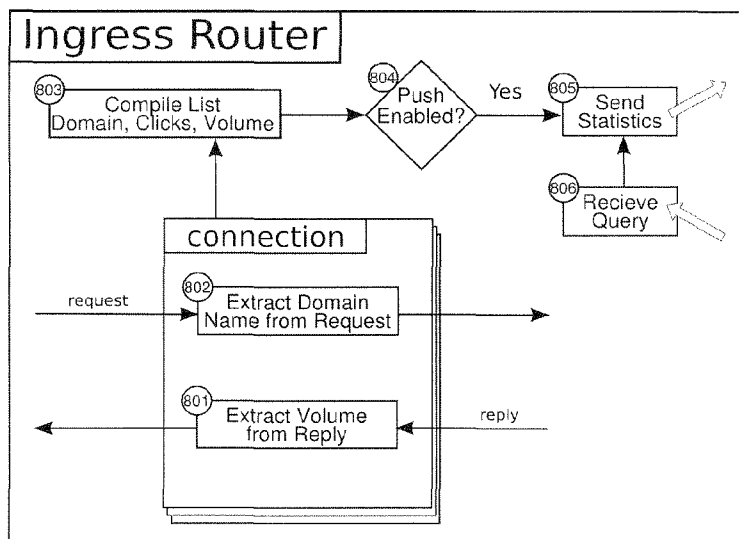 Ingress Router
803
Compile List
Domain, Clicks, Volume
804
Push
Enabled?
Yes
805
Send
Statistics
806
Recieve
Query
connection
request
802
Extract Domain
Name from Request
801
Extract Volume
from Reply
reply